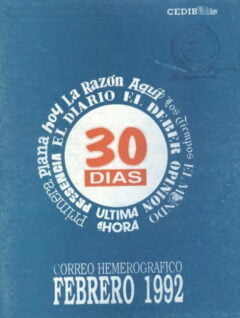 CEDIB
Primera Plana hoy La Razón Aquí Los Tiempos
PRESENCIA EL DIARIO EL DEBER OPINION El Mundo
30
DIAS
ULTIMA
HORA
CORREO HEMEROGRAFICO
FEBRERO 1992